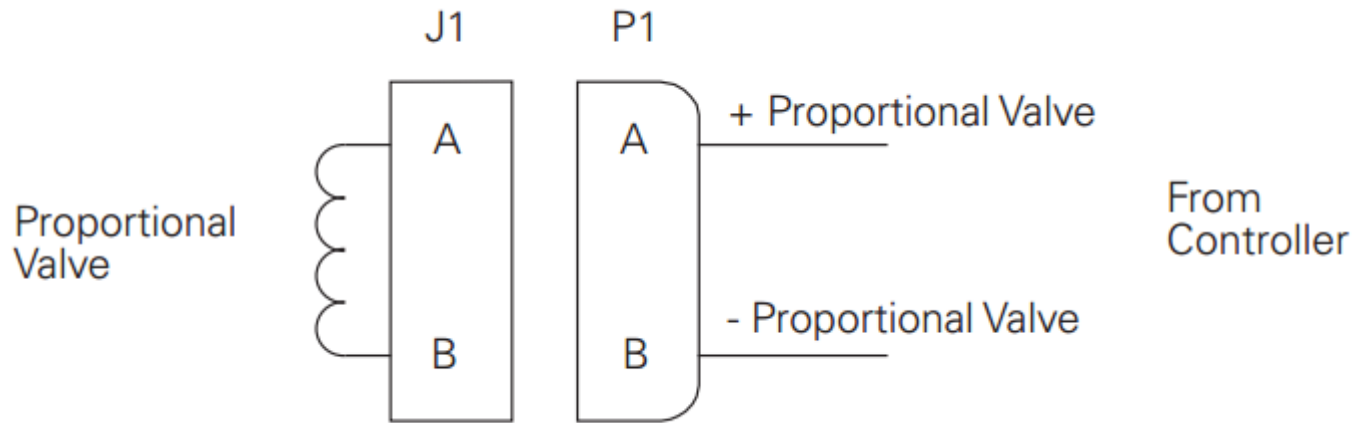 J1
P1
A
A
+ Proportional Valve
Proportional
Valve
From
Controller
B
B
- Proportional Valve